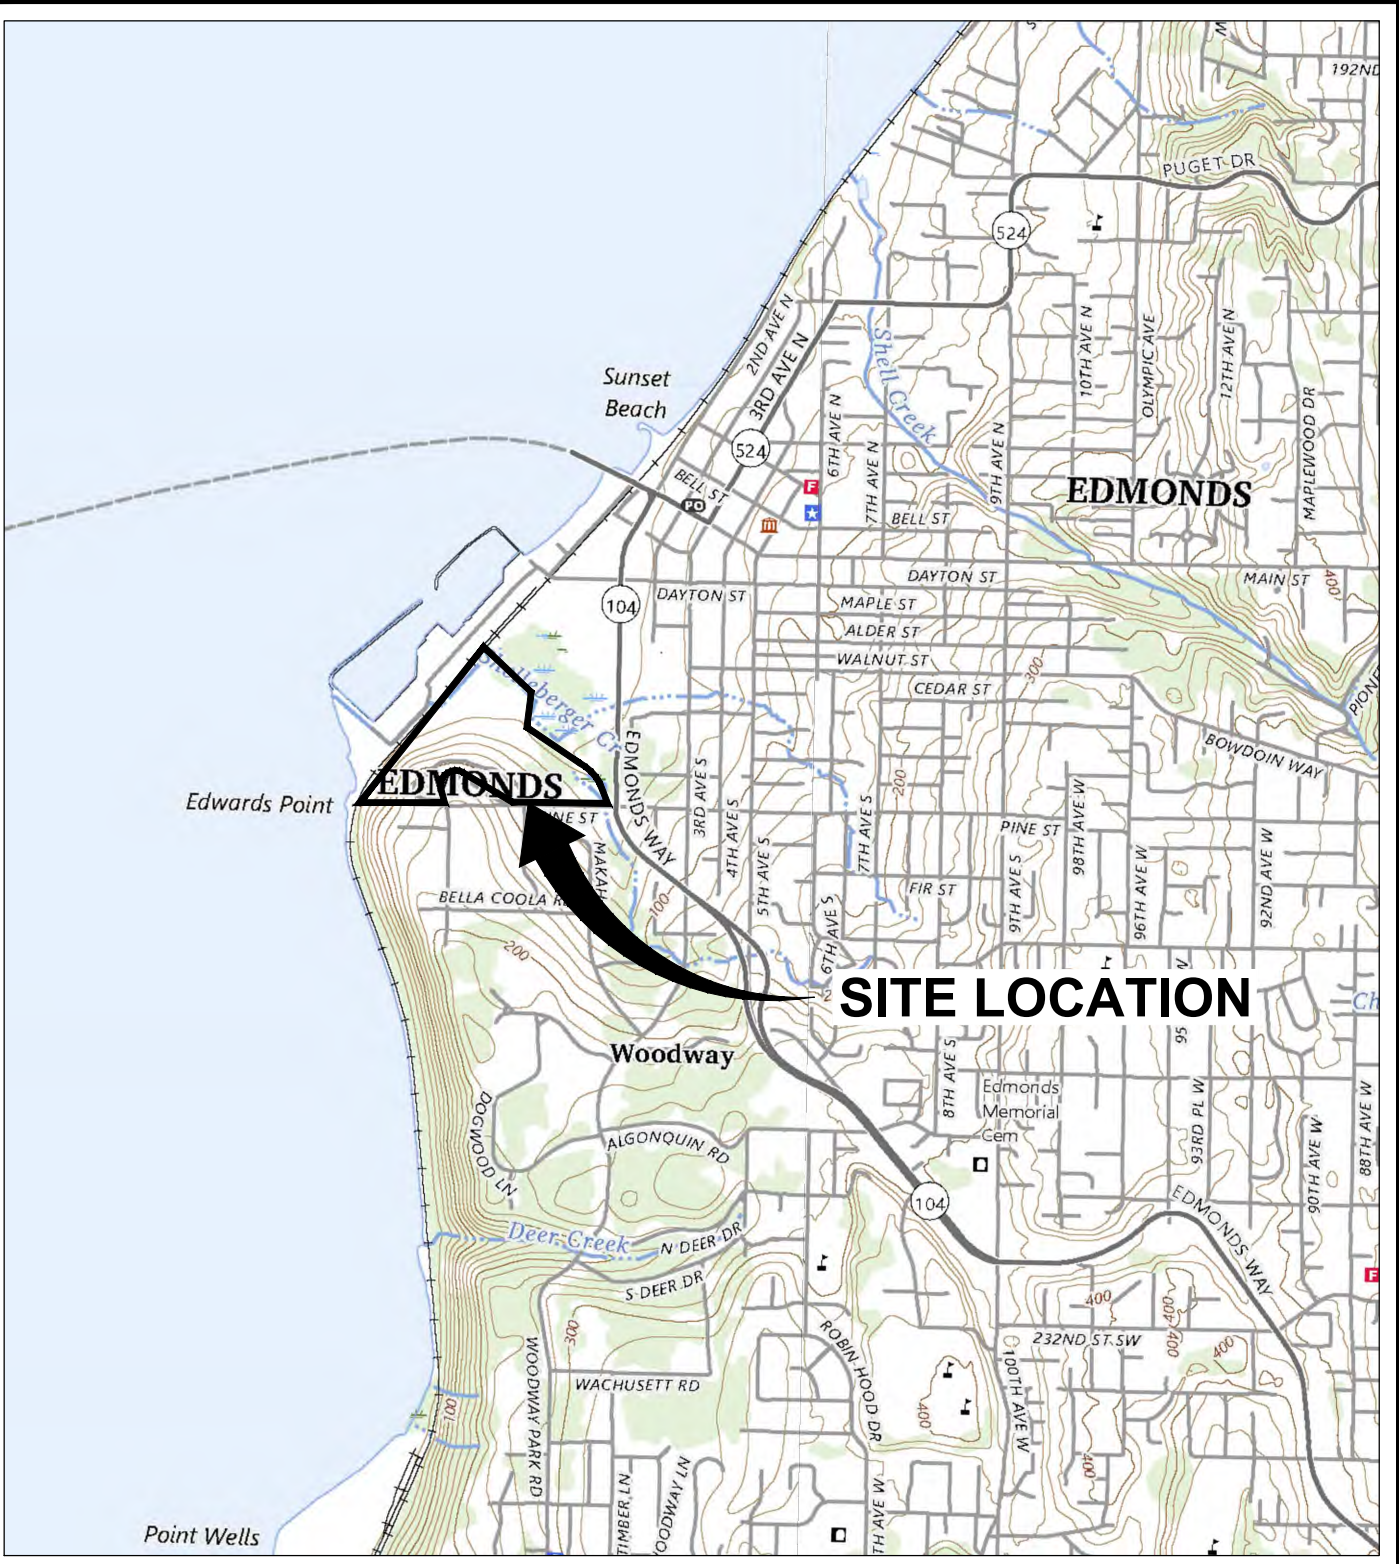 192ND
PUGET DR
524
2ND AVE N
3RD AVE N
Shell Creek
10TH AVE N
OLYMPIC AVE
12TH AVE N
MAPLEWOOD DR
Sunset
Beach
524
6TH AVE N
7TH AVE N
9TH AVE N
EDMONDS
BELL ST
PO
F
BELL ST
DAYTON ST
MAIN ST
400
104
DAYTON ST
MAPLE ST
ALDER ST
WALNUT ST
300
CEDAR ST
BOWDOIN WAY
EDMONDS WAY
EDMONDS
Edwards Point
3RD AVE S
4TH AVE S
5TH AVE S
7TH AVE S
200
PINE ST
98TH AVE W
96TH AVE W
92ND AVE W
9TH AVE S
FIR ST
BELLA COOLA
100
200
6TH AVE S
SITE LOCATION
Woodway
8TH AVE S
Edmonds
Memorial
Cem
93RD PL W
90TH AVE W
88TH AVE W
DOGWOOD LN
ALGONQUIN RD
104
EDMONDS WAY
Deer Creek
N DEER DR
S DEER DR
F
400
400
400
400
232ND ST SW
300
WOODWAY PARK RD
ROBIN HOOD DR
100TH AVE W
WACHUSETT RD
100
400
400
TIMBER LN
Point Wells